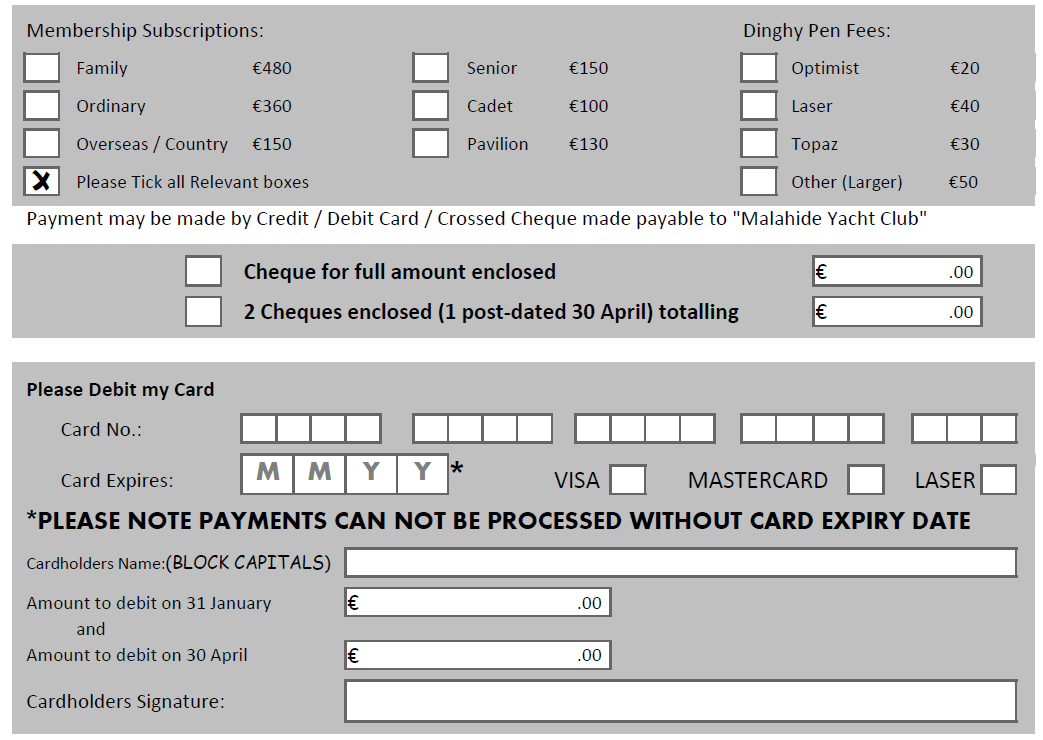 Membership Subscriptions: Dinghy Pen Fees:
Family €480 Senior €150 Optimist €20
Ordinary €360 Cadet €100 Laser €40
Overseas / Country €150 Pavilion €130 Topaz €30
X Please Tick all Relevant boxes Other (Larger) €50
Payment may be made by Credit / Debit Card / Crossed Cheque made payable to "Malahide Yacht Club"
Cheque for full amount enclosed € .00
2 Cheques enclosed (1 post-dated 30 April) totalling € .00
Please Debit my Card
Card No.:
Card Expires: M M Y Y * VISA MASTERCARD LASER
*PLEASE NOTE PAYMENTS CAN NOT BE PROCESSED WITHOUT CARD EXPIRY DATE
Cardholders Name:(BLOCK CAPITALS)
Amount to debit on 31 January € .00
and
Amount to debit on 30 April € .00
Cardholders Signature: